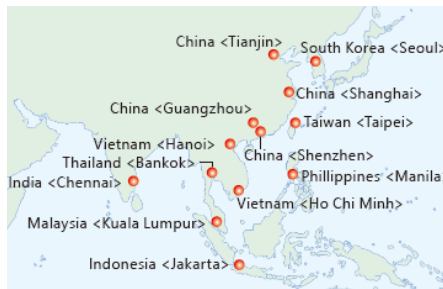 China <Tianjin>
South Korea <Seoul>
China <Shanghai>
China <Guangzhou>
Taiwan <Taipei>
Vietnam <Hanoi>
China <Shenzhen>
Thailand <Bankok>
India <Chennai>
Phillippines <Manila>
Vietnam <Ho Chi Minh>
Malaysia <Kuala Lumpur>
Indonesia <Jakarta>